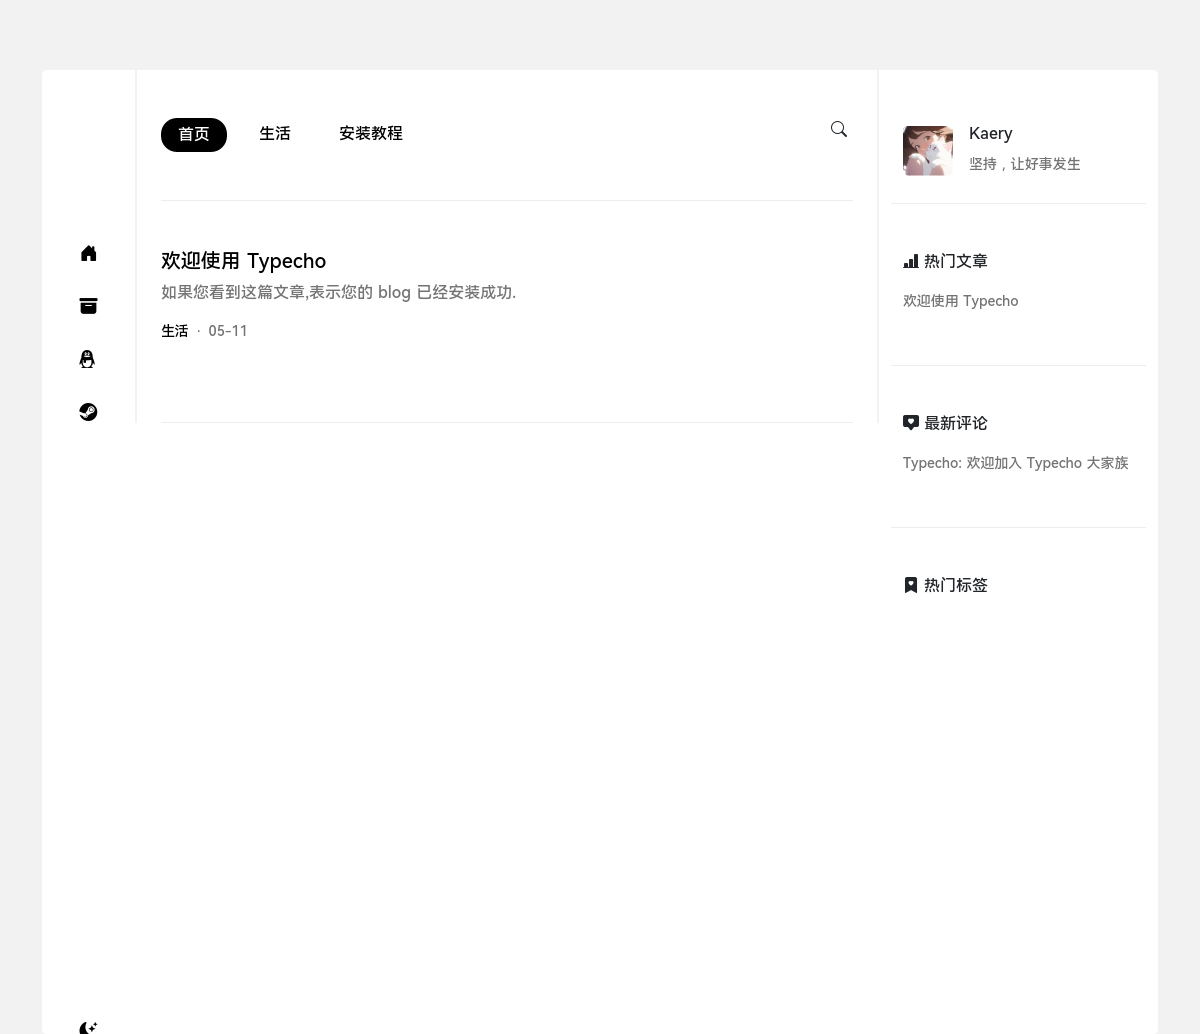 首页 生活 安装教程
欢迎使用 Typecho
如果您看到这篇文章,表示您的 blog 已经安装成功.
生活 · 05-11
Kaery
坚持，让好事发生
热门文章
欢迎使用 Typecho
最新评论
Typecho: 欢迎加入 Typecho 大家族
热门标签